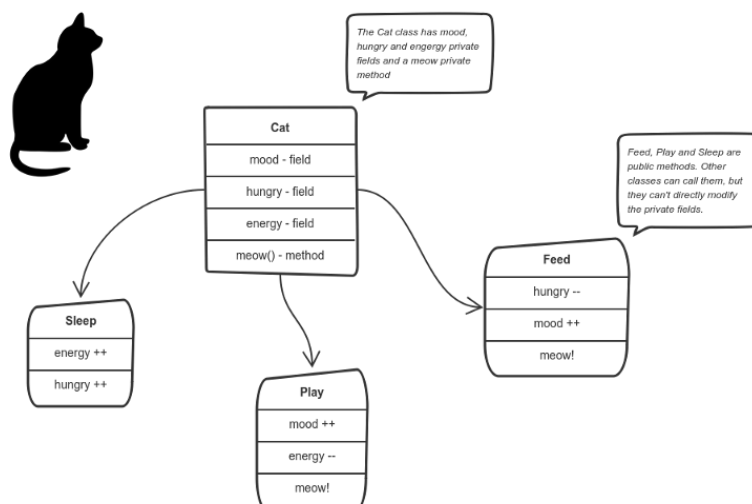 The Cat class has mood,
hungry and engergy private
fields and a meow private
method
Cat
mood - field
hungry - field
energy - field
meow() - method
Feed, Play and Sleep are
public methods. Other
classes can call them, but
they can't directly modify
the private fields.
Feed
hungry --
mood ++
meow!
Sleep
energy ++
hungry ++
Play
mood ++
energy --
meow!